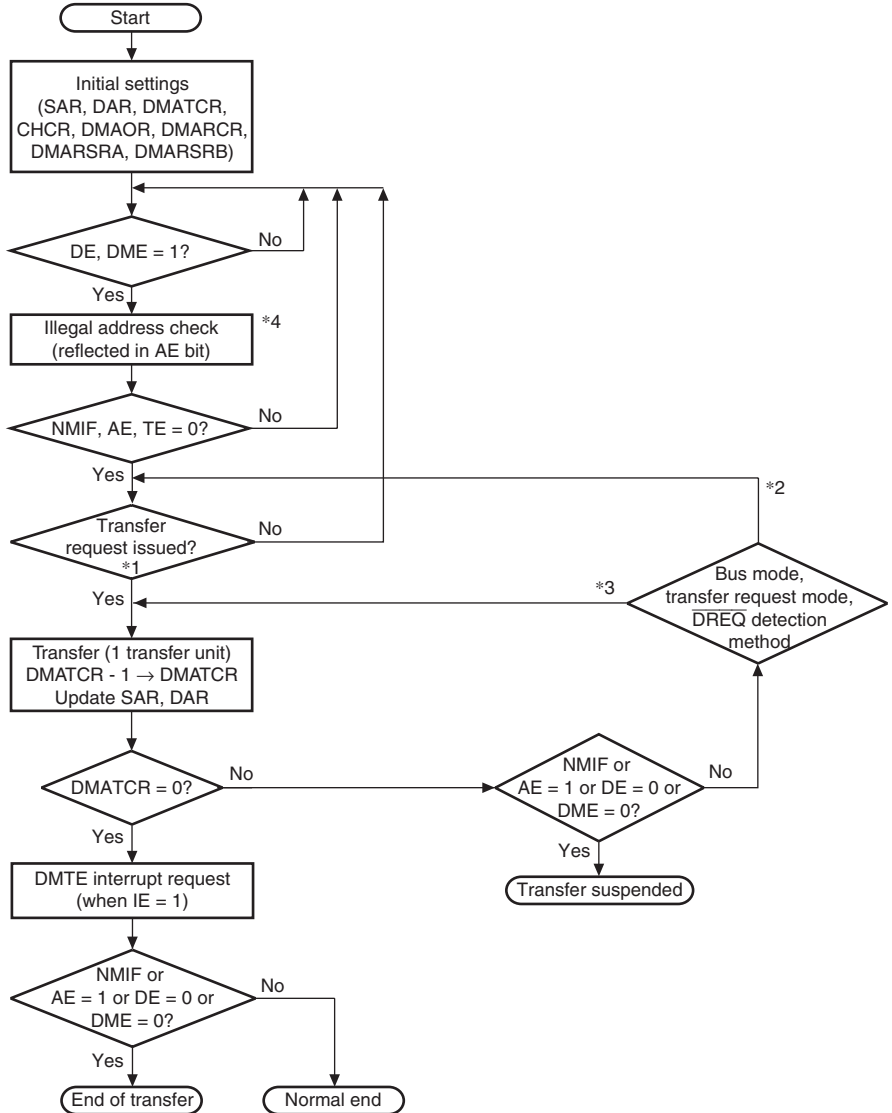 Start
Initial settings
(SAR, DAR, DMATCR,
CHCR, DMAOR, DMARCR,
DMARSRA, DMARSRB)
DE, DME = 1?
No
Yes
Illegal address check
(reflected in AE bit)
*4
NMIF, AE, TE = 0?
No
Yes
*2
Transfer
request issued?
*1
No
Yes
*3
Bus mode,
transfer request mode,
DREQ detection
method
Transfer (1 transfer unit)
DMATCR - 1 → DMATCR
Update SAR, DAR
DMATCR = 0?
No
Yes
NMIF or
AE = 1 or DE = 0 or
DME = 0?
No
Yes
Transfer suspended
DMTE interrupt request
(when IE = 1)
NMIF or
AE = 1 or DE = 0 or
DME = 0?
No
Yes
End of transfer
Normal end